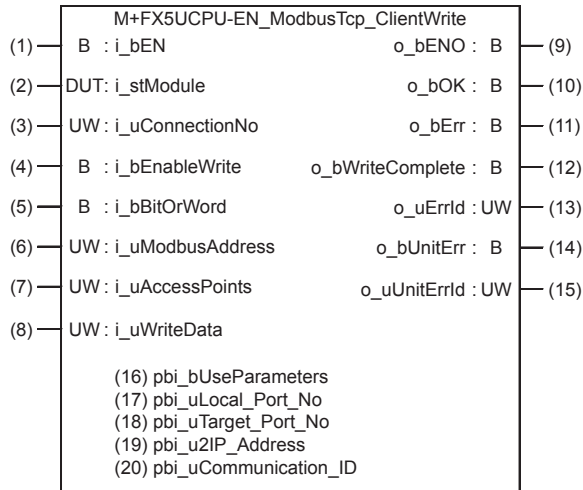 M+FX5UCPU-EN_ModbusTcp_ClientWrite
(1) B : i_bEN o_bENO : B (9)
(2) DUT: i_stModule o_bOK : B (10)
(3) UW : i_uConnectionNo o_bErr : B (11)
(4) B : i_bEnableWrite o_bWriteComplete : B (12)
(5) B : i_bBitOrWord o_uErrId : UW (13)
(6) UW : i_uModbusAddress o_bUnitErr : B (14)
(7) UW : i_uAccessPoints o_uUnitErrId : UW (15)
(8) UW : i_uWriteData
(16) pbi_bUseParameters
(17) pbi_uLocal_Port_No
(18) pbi_uTarget_Port_No
(19) pbi_u2IP_Address
(20) pbi_uCommunication_ID